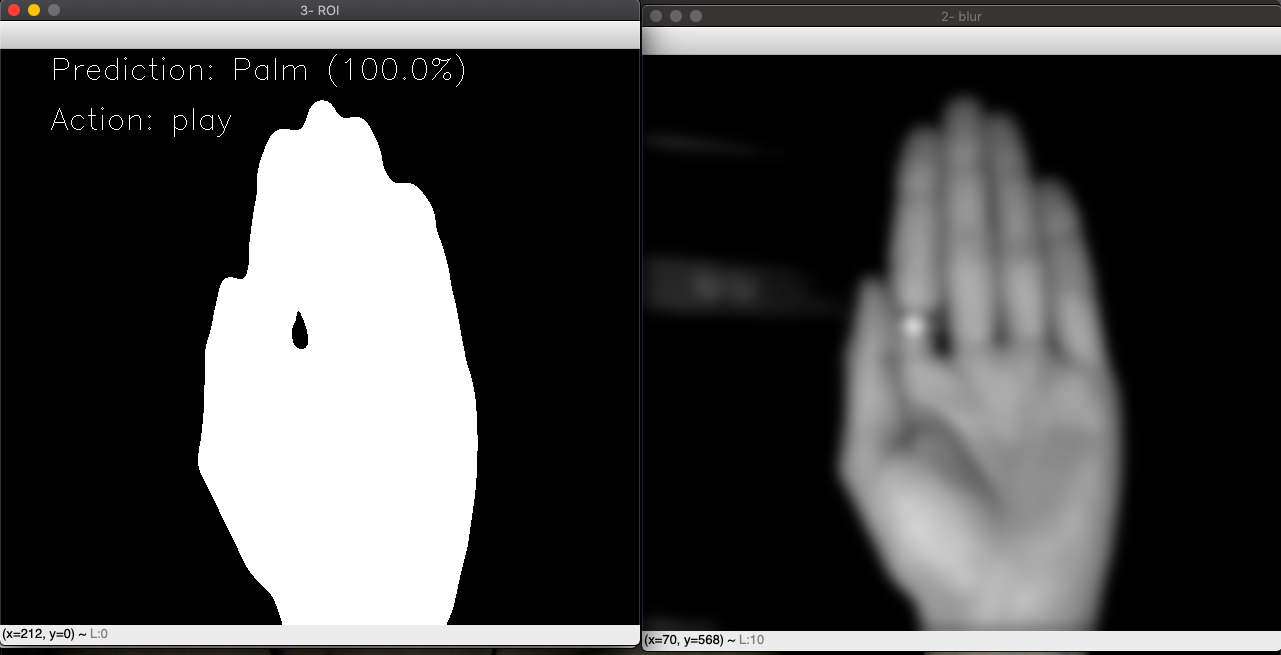 3- ROI
Prediction: Palm (100.0%)
Action: play
(x=212, y=0) ~ L:0
2- blur
(x=70, y=568) ~ L:10